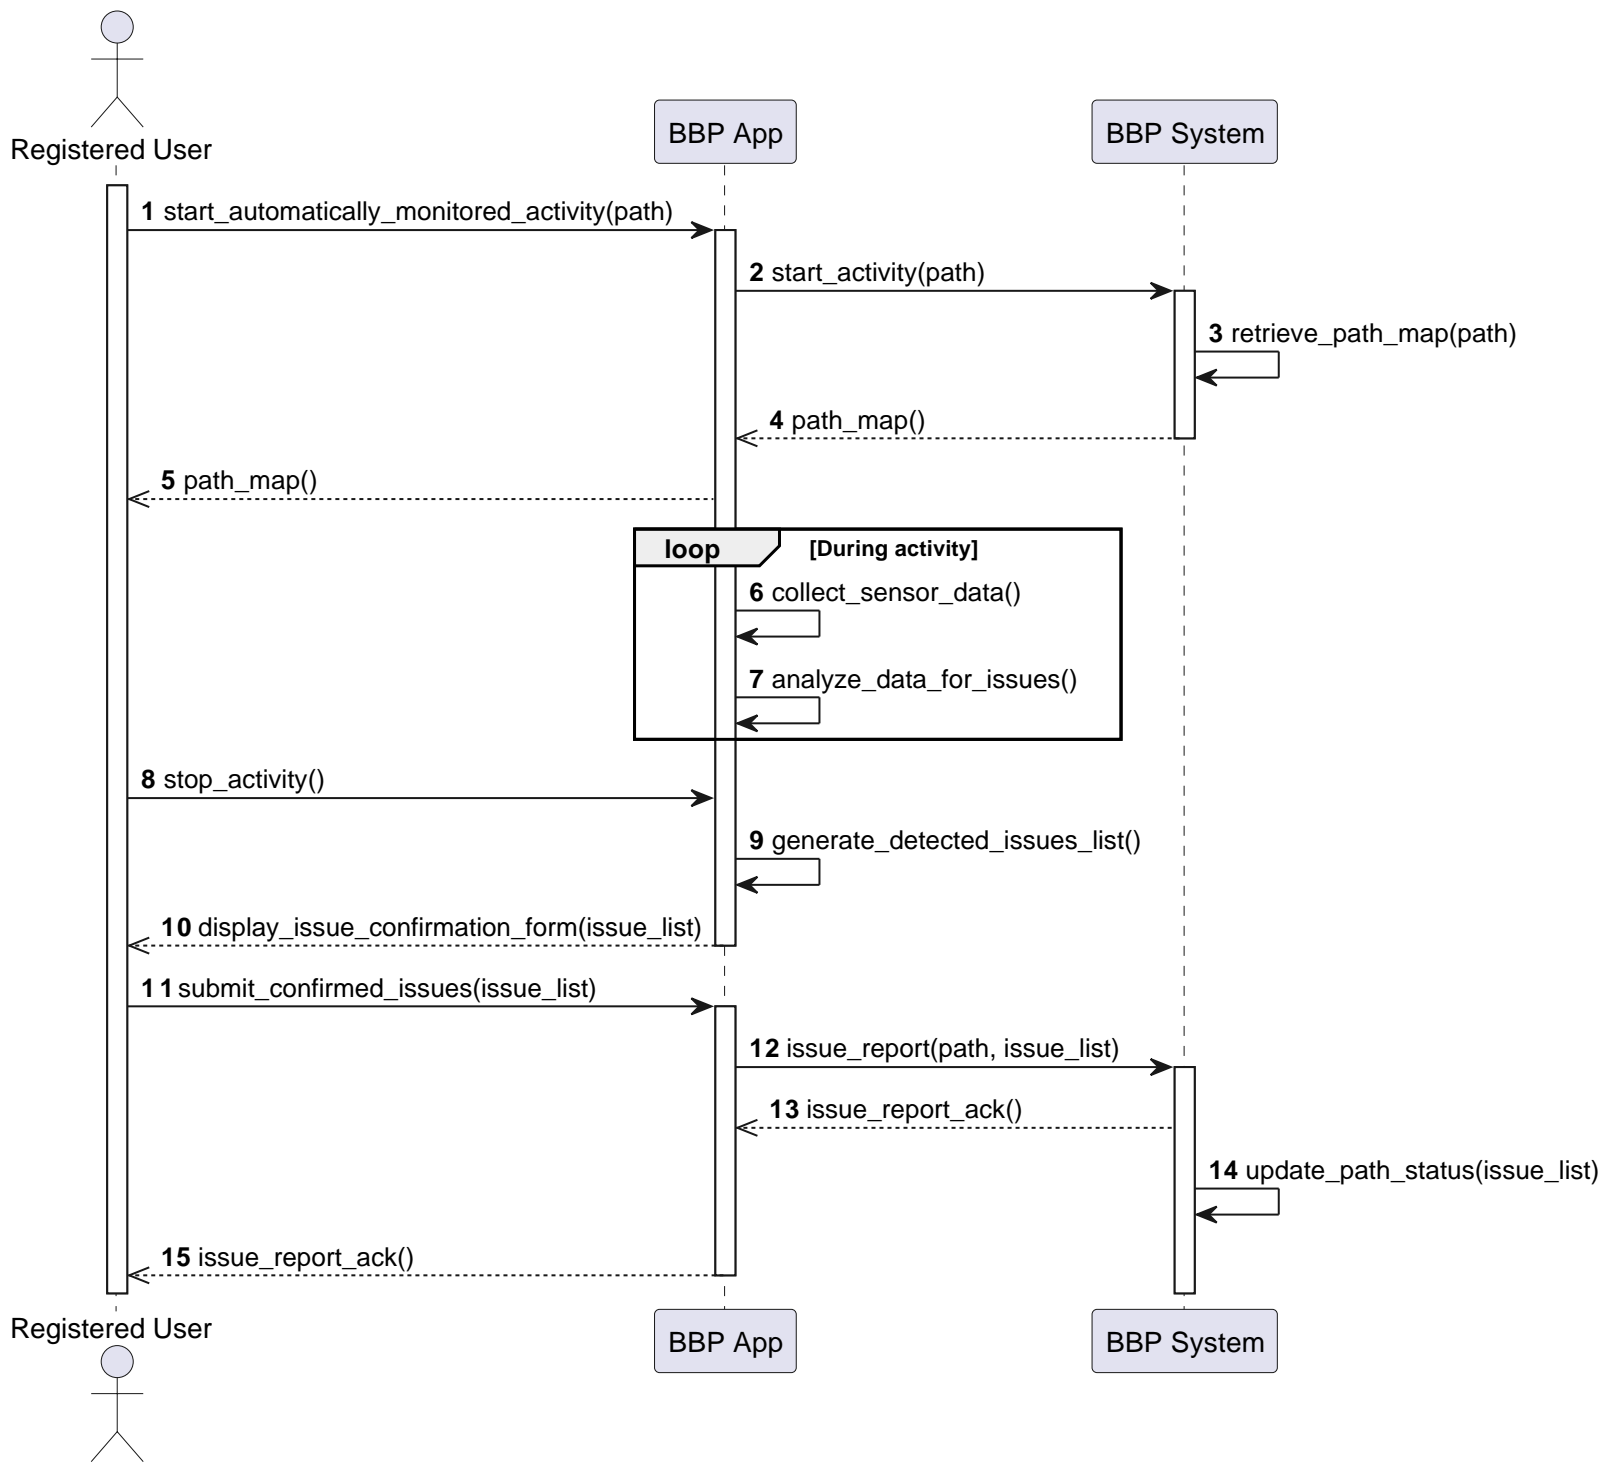 Registered User
BBP App
BBP System
1 start_automatically_monitored_activity(path)
2 start_activity(path)
3 retrieve_path_map(path)
4 path_map()
5 path_map()
loop [During activity]
6 collect_sensor_data()
7 analyze_data_for_issues()
8 stop_activity()
9 generate_detected_issues_list()
10 display_issue_confirmation_form(issue_list)
11 submit_confirmed_issues(issue_list)
12 issue_report(path, issue_list)
13 issue_report_ack()
14 update_path_status(issue_list)
15 issue_report_ack()
Registered User
BBP App
BBP System